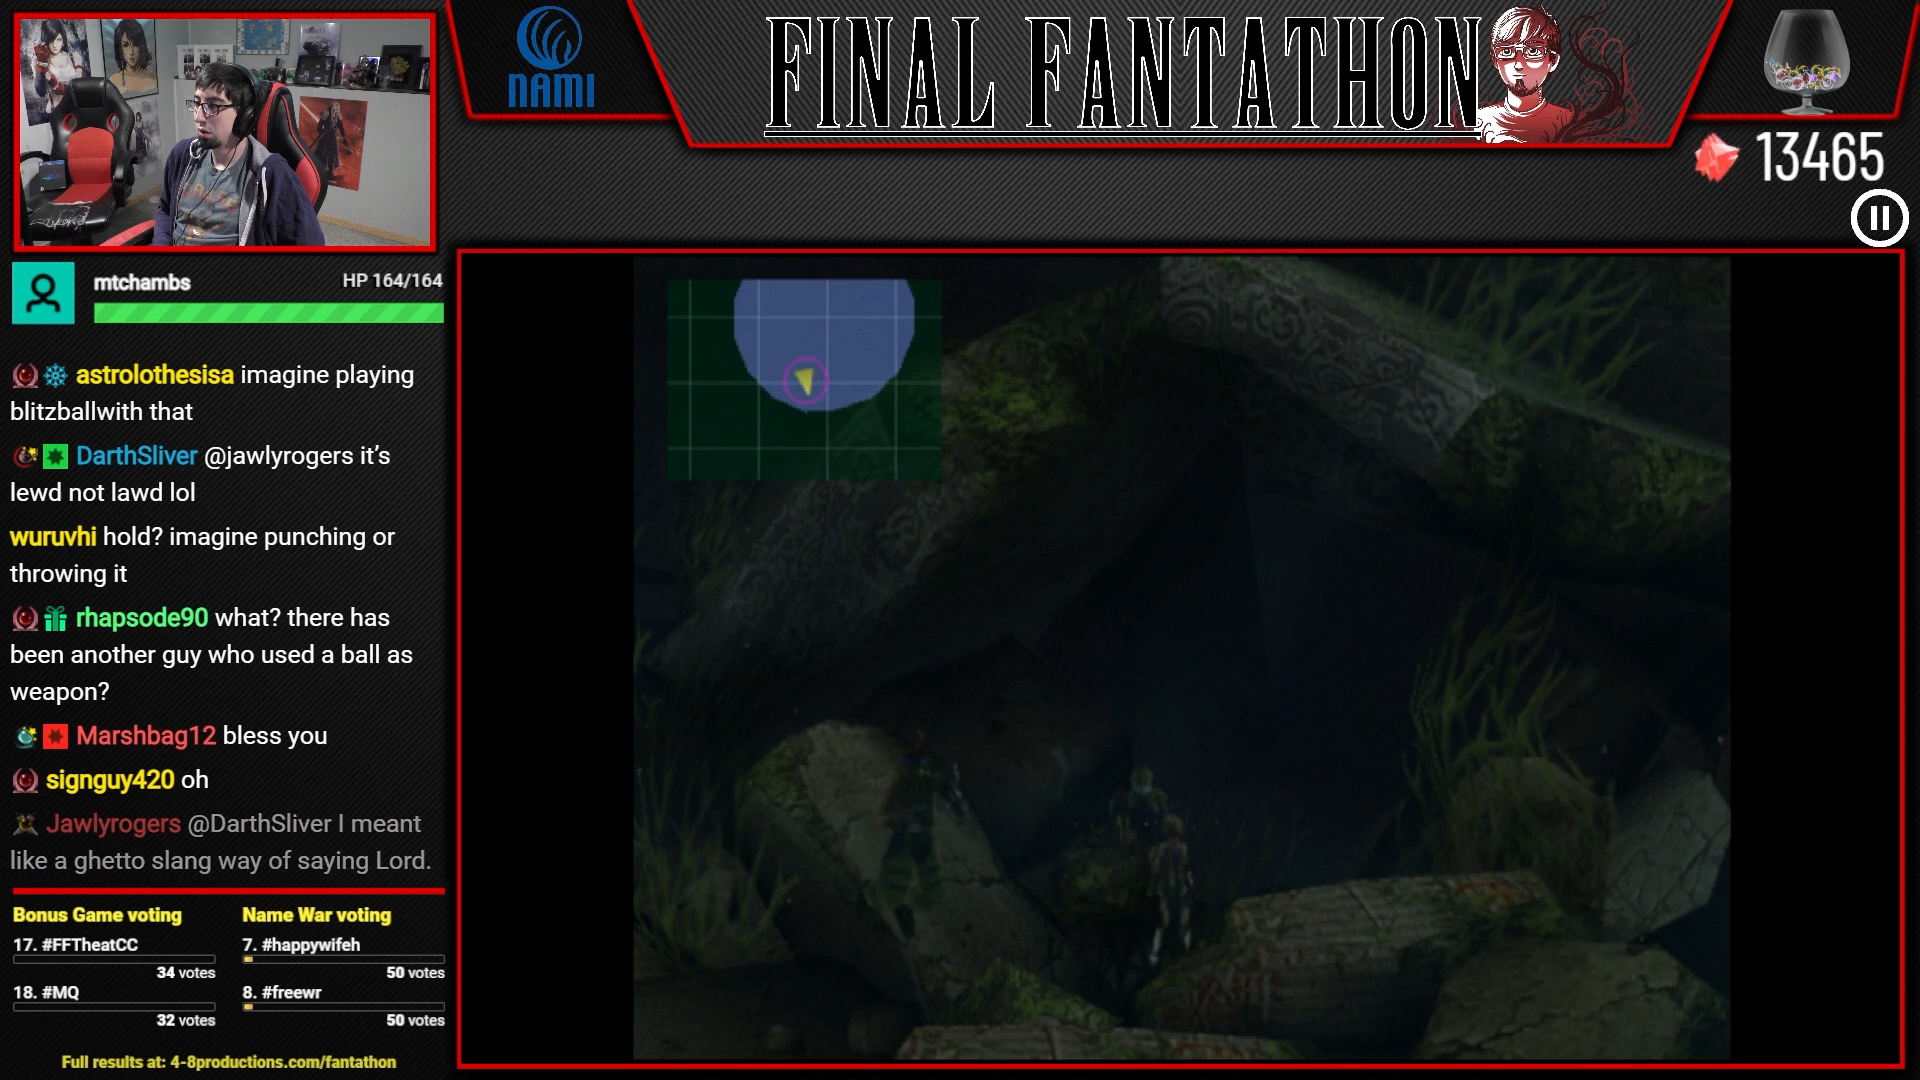 FINAL FANTATHON
NAMI
13465
mtchambs
HP 164/164
astrolothesisa imagine playing
blitzballwith that
DarthSliver @jawlyrogers it's
lewd not lawd lol
wuruvhi hold? imagine punching or
throwing it
rhapsode90 what? there has
been another guy who used a ball as
weapon?
Marshbag12 bless you
signguy420 oh
Jawlyrogers @DarthSliver I meant
like a ghetto slang way of saying Lord.
Bonus Game voting
17. #FFTheatCC
34 votes
18. #MQ
32 votes
Name War voting
7. #happywifeh
50 votes
8. #freewr
50 votes
Full results at: 4-8productions.com/fantathon